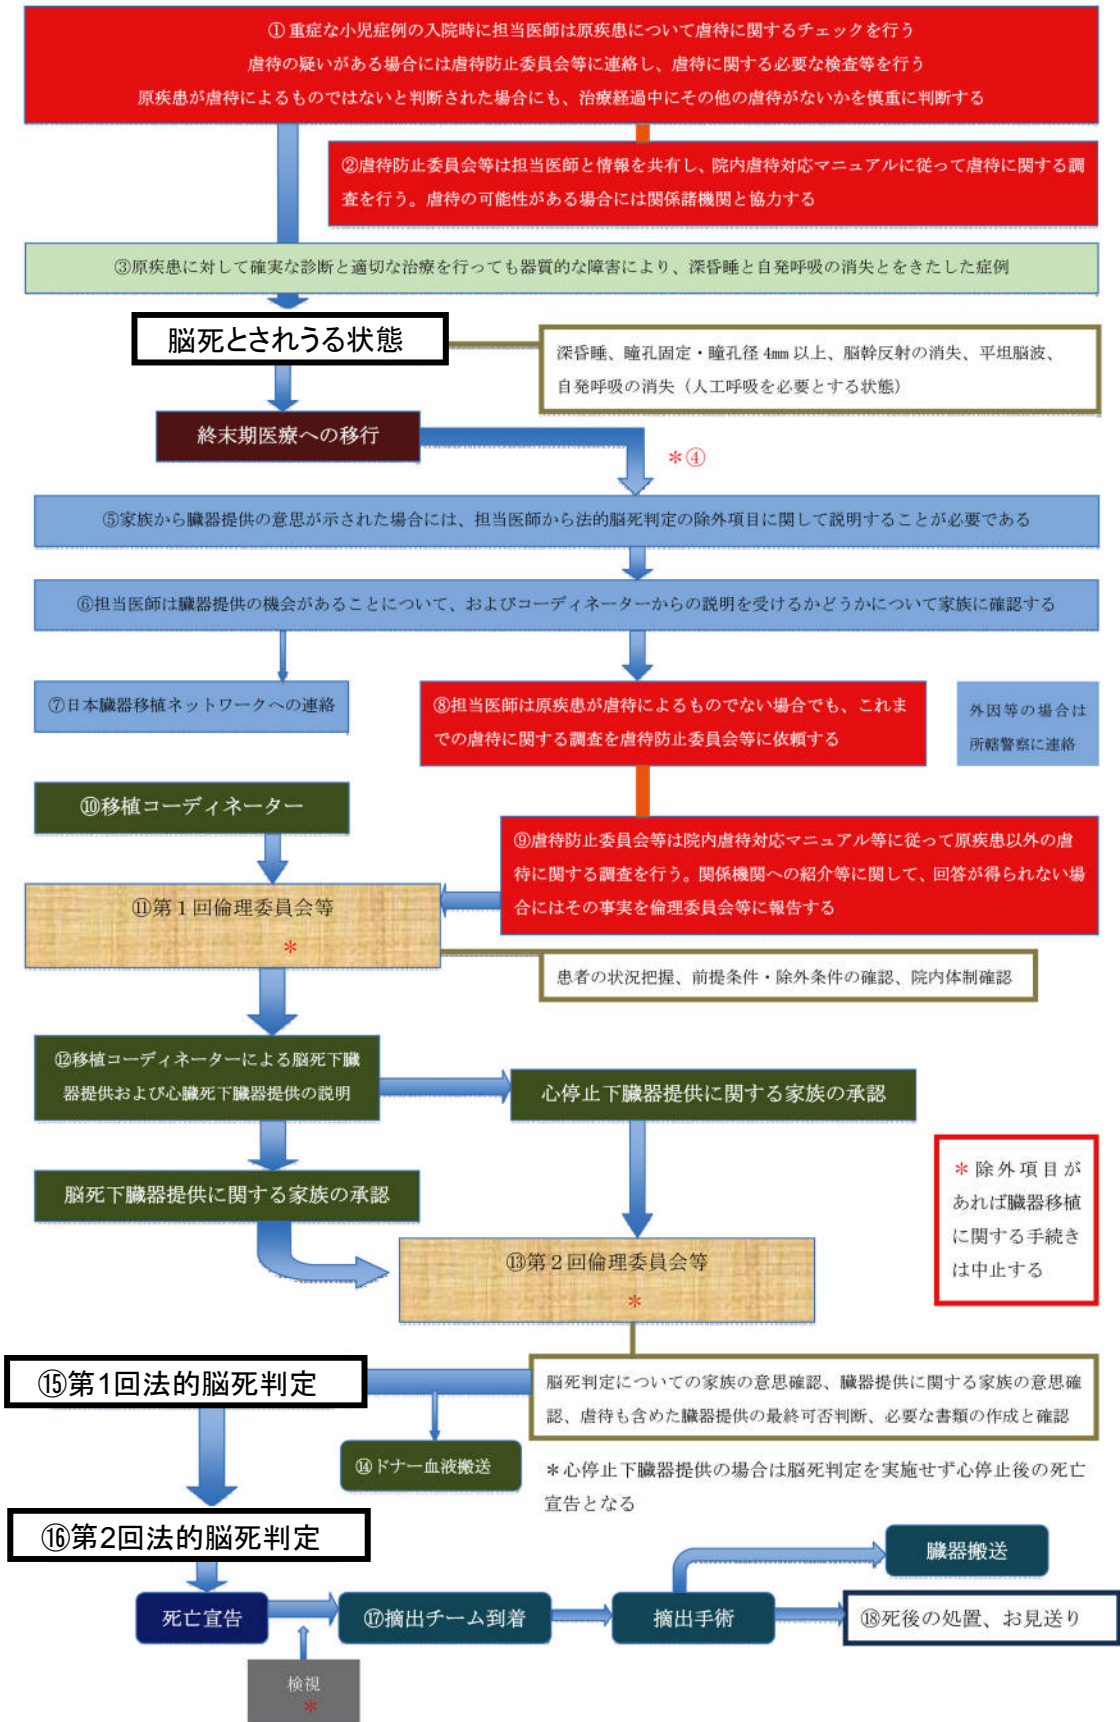 ①重症な小児症例の入院時に担当医師は原疾患について虐待に関するチェックを行う
虐待の疑いがある場合には虐待防止委員会等に連絡し、虐待に関する必要な検査等を行う
原疾患が虐待によるものではないと判断された場合にも、治療経過中にその他の虐待がないかを慎重に判断する
②虐待防止委員会等は担当医師と情報を共有し、院内虐待対応マニュアルに従って虐待に関する調
査を行う。虐待の可能性がある場合には関係諸機関と協力する
③原疾患に対して確実な診断と適切な治療を行っても器質的な障害により、深昏睡と自発呼吸の消失とをきたした症例
脳死とされうる状態
深昏睡、瞳孔固定・瞳孔径 4mm 以上、脳幹反射の消失、平坦脳波、
自発呼吸の消失（人工呼吸を必要とする状態）
終末期医療への移行
＊④
⑤家族から臓器提供の意思が示された場合には、担当医師から法的脳死判定の除外項目に関して説明することが必要である
⑥担当医師は臓器提供の機会があることについて、およびコーディネーターからの説明を受けるかどうかについて家族に確認する
⑦日本臓器移植ネットワークへの連絡
⑧担当医師は原疾患が虐待によるものでない場合でも、これま
での虐待に関する調査を虐待防止委員会等に依頼する
外因等の場合は
所轄警察に連絡
⑩移植コーディネーター
⑨虐待防止委員会等は院内虐待対応マニュアル等に従って原疾患以外の虐
待に関する調査を行う。関係機関への紹介等に関して、回答が得られない場
合にはその事実を倫理委員会等に報告する
⑪第１回倫理委員会等
＊
患者の状況把握、前提条件・除外条件の確認、院内体制確認
⑫移植コーディネーターによる脳死下臓
器提供および心臓死下臓器提供の説明
心停止下臓器提供に関する家族の承認
脳死下臓器提供に関する家族の承認
＊除外項目が
あれば臓器移植
に関する手続き
は中止する
⑬第２回倫理委員会等
＊
⑮第1回法的脳死判定
脳死判定についての家族の意思確認、臓器提供に関する家族の意思確
認、虐待も含めた臓器提供の最終可否判断、必要な書類の作成と確認
⑭ドナー血液搬送
＊心停止下臓器提供の場合は脳死判定を実施せず心停止後の死亡
宣告となる
⑯第2回法的脳死判定
臓器搬送
死亡宣告
⑰摘出チーム到着
摘出手術
⑱死後の処置、お見送り
検視
＊